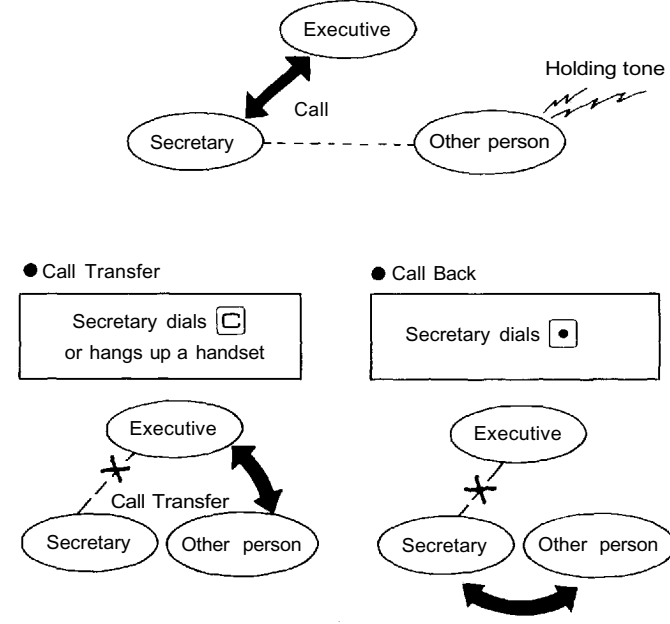 Executive
Holding tone
Call
Secretary
Other person
● Call Transfer
Secretary dials C
or hangs up a handset
Executive
Call Transfer
Secretary
Other person
● Call Back
Secretary dials •
Executive
Secretary
Other person